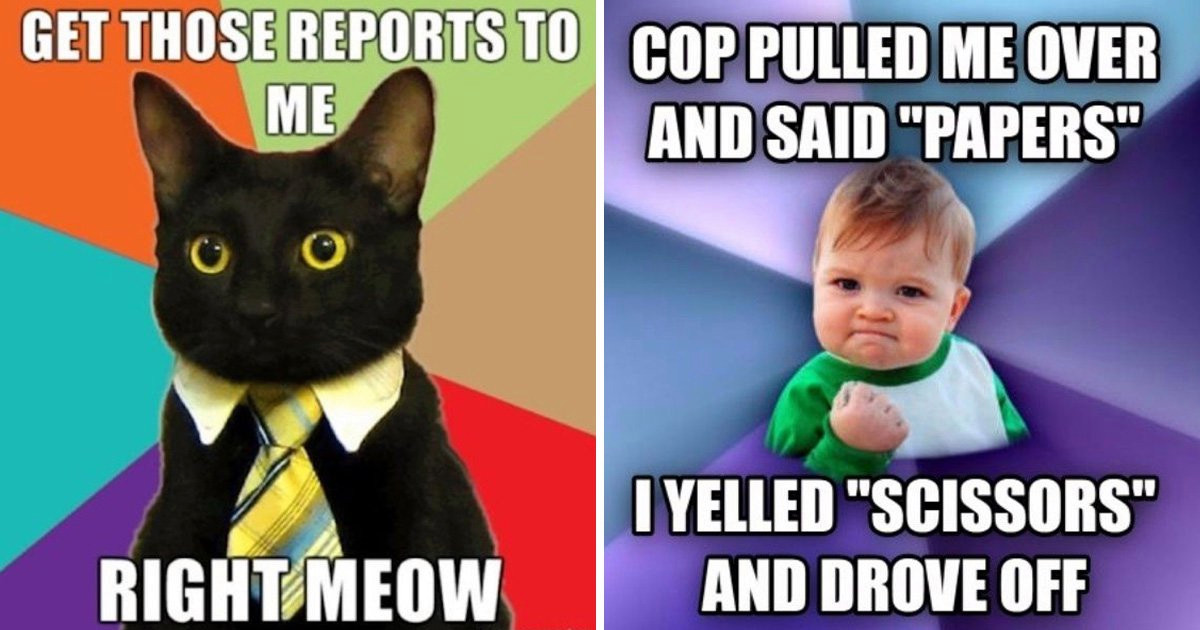 GET THOSE REPORTS TO
ME
RIGHT MEOW
COP PULLED ME OVER
AND SAID "PAPERS"
I YELLED "SCISSORS"
AND DROVE OFF